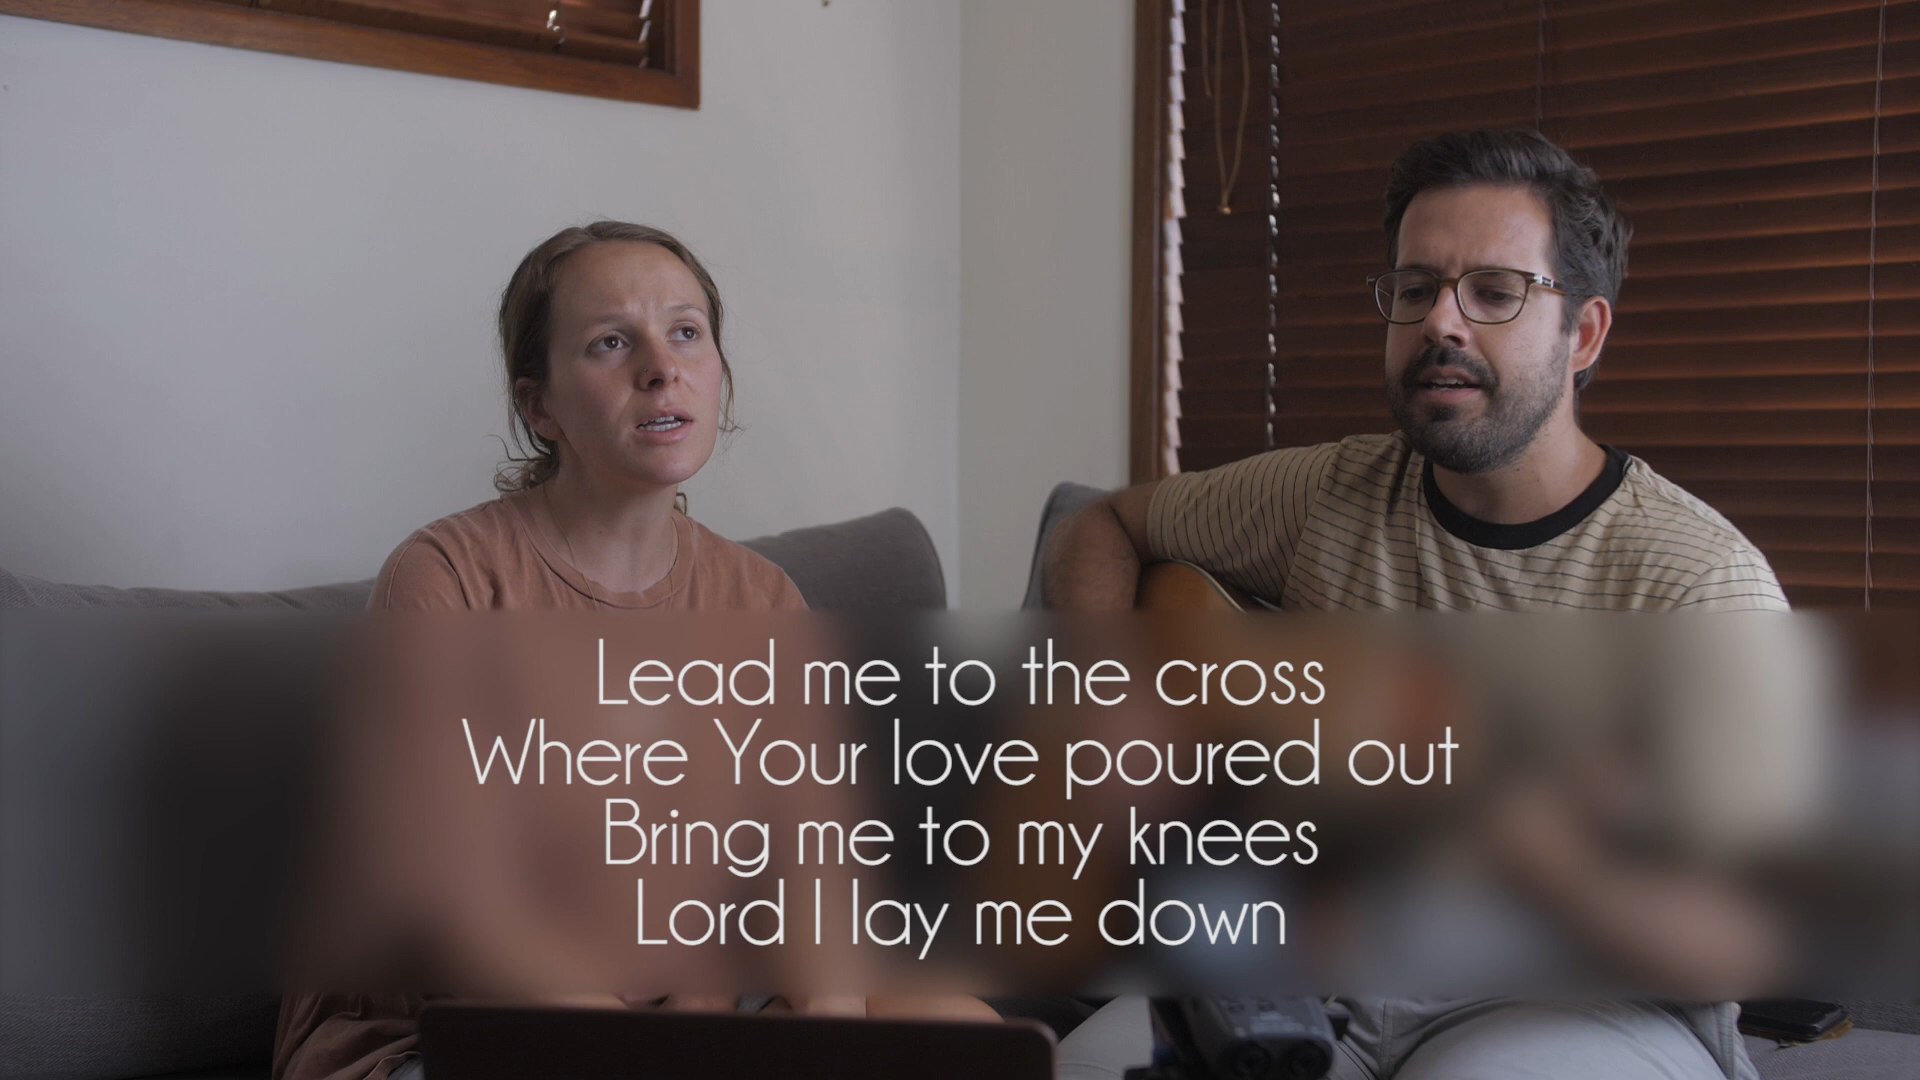 Lead me to the cross
Where Your love poured out
Bring me to my knees
Lord I lay me down